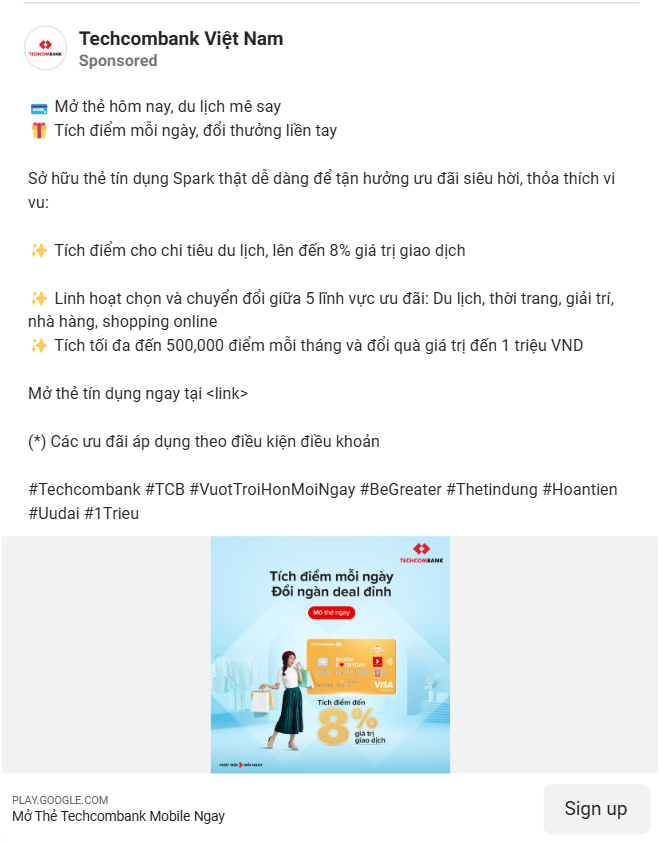 TECHCOMBANK
Techcombank Việt Nam
Sponsored
💳 Mở thẻ hôm nay, du lịch mê say
🎁 Tích điểm mỗi ngày, đổi thưởng liền tay
Sở hữu thẻ tín dụng Spark thật dễ dàng để tận hưởng ưu đãi siêu hời, thỏa thích vi
vu:
✨ Tích điểm cho chi tiêu du lịch, lên đến 8% giá trị giao dịch
✨ Linh hoạt chọn và chuyển đổi giữa 5 lĩnh vực ưu đãi: Du lịch, thời trang, giải trí,
nhà hàng, shopping online
✨ Tích tối đa đến 500,000 điểm mỗi tháng và đổi quà giá trị đến 1 triệu VND
Mở thẻ tín dụng ngay tại <link>
(*) Các ưu đãi áp dụng theo điều kiện điều khoản
#Techcombank #TCB #VuotTroiHonMoiNgay #BeGreater #Thetindung #Hoantien
#Uudai #1Trieu
TECHCOMBANK
Tích điểm mỗi ngày
Đổi ngàn deal đỉnh
Mở thẻ ngay
TECHCOMBANK
ENJOY
EVERYDAY
VISA
Tích điểm đến
8%
giá trị
giao dịch
VƯỢT TRỘI MỖI NGÀY
PLAY.GOOGLE.COM
Mở Thẻ Techcombank Mobile Ngay
Sign up